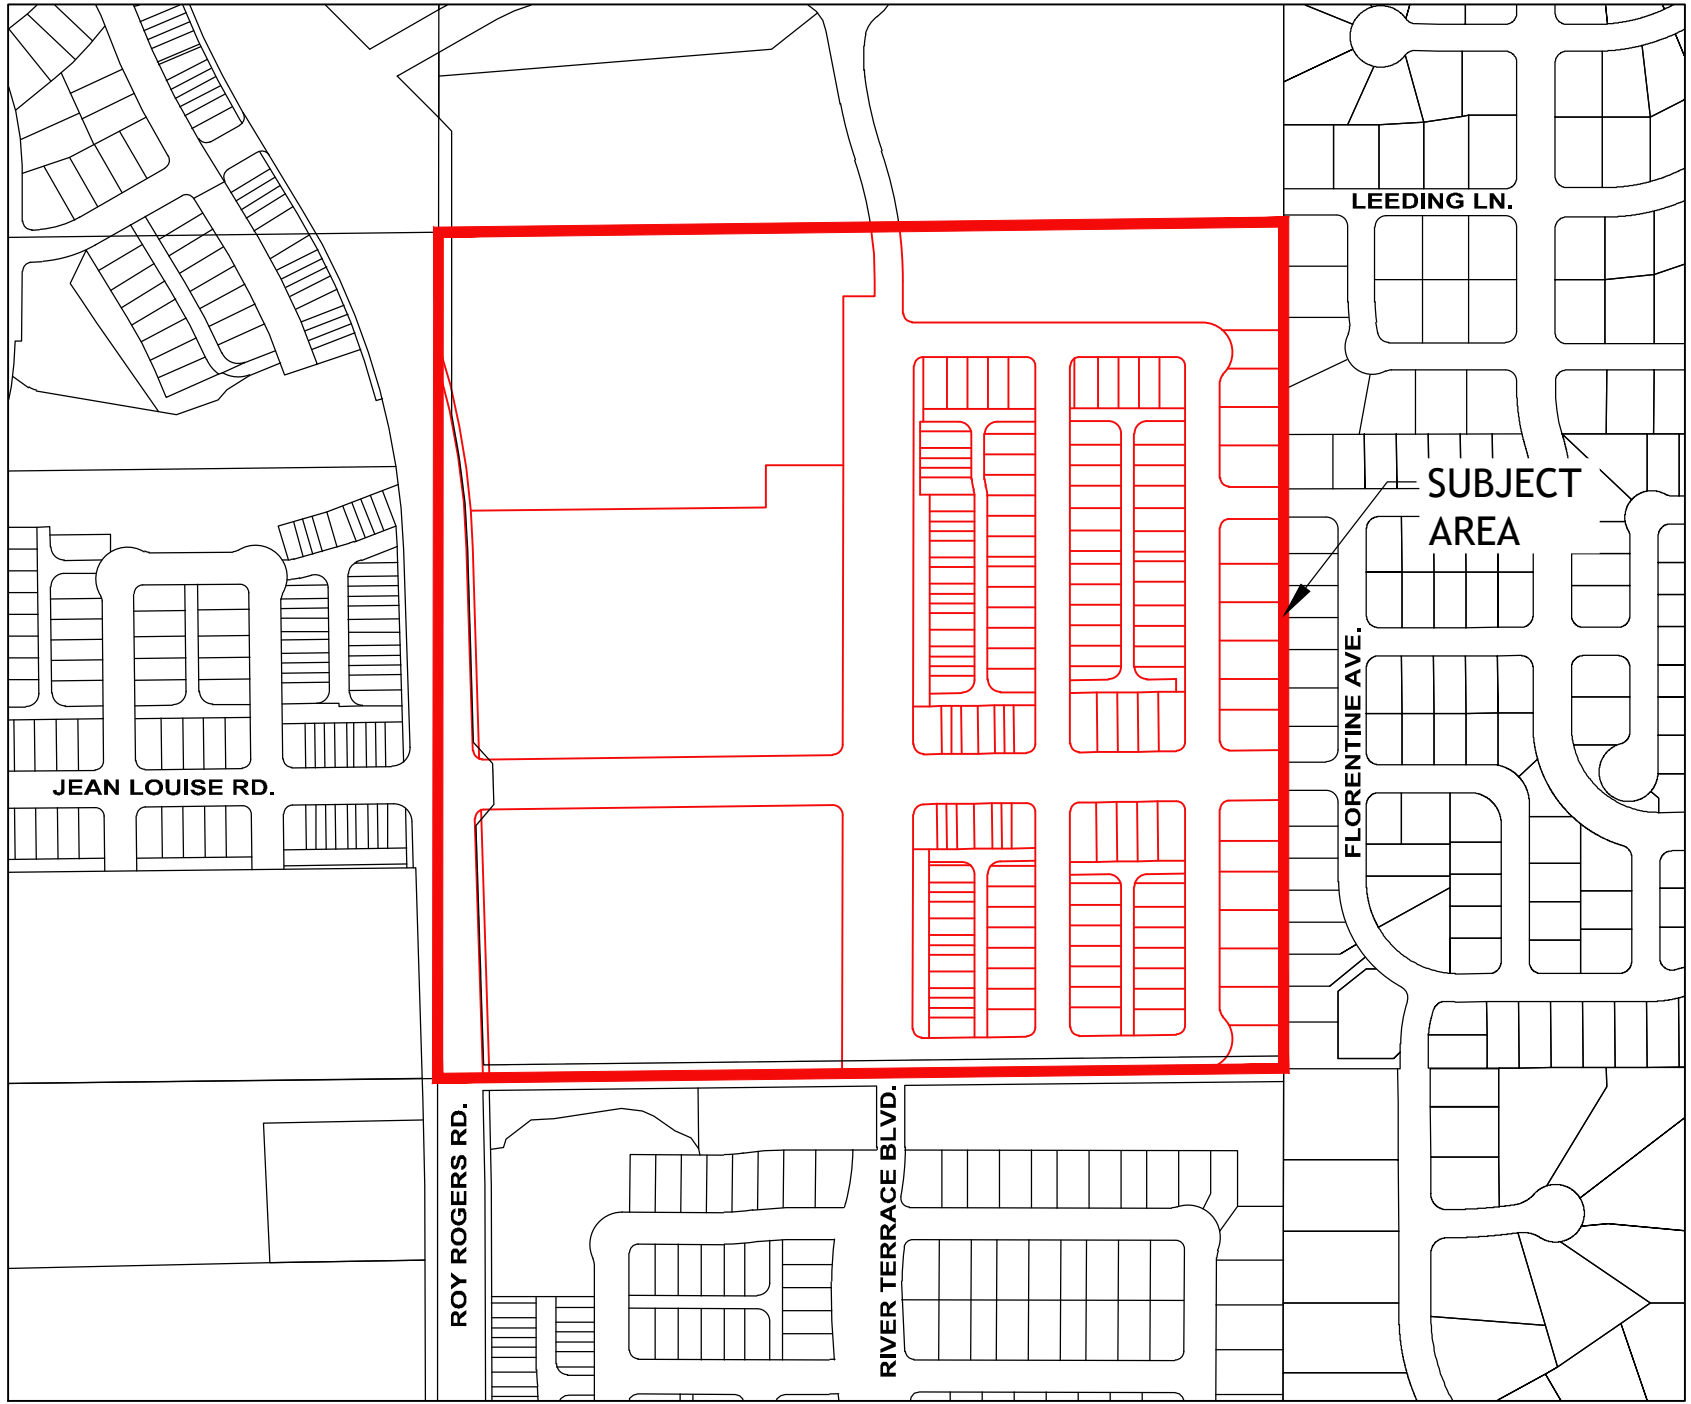 LEEDING LN.
SUBJECT
AREA
FLORENTINE AVE.
JEAN LOUISE RD.
ROY ROGERS RD.
RIVER TERRACE BLVD.